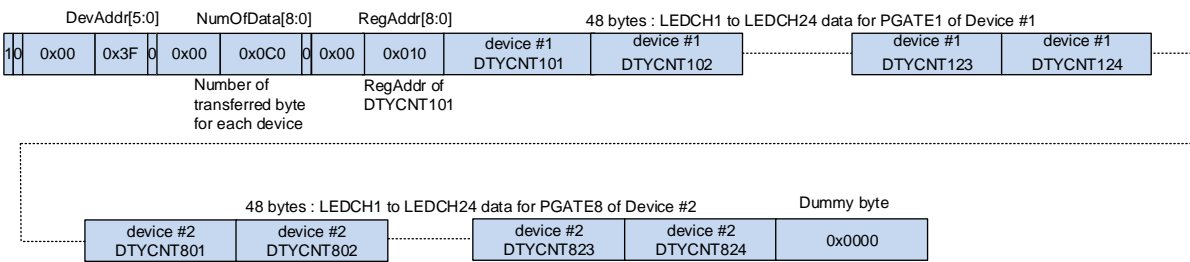 DevAddr[5:0] NumOfData[8:0] RegAddr[8:0] 48 bytes : LEDCH1 to LEDCH24 data for PGATE1 of Device #1
1 0 0x00 0x3F 0 0x00 0x0C0 0 0x00 0x010 device #1 device #1 device #1 device #1
DTYCNT101 DTYCNT102 DTYCNT123 DTYCNT124
Number of RegAddr of
transferred byte DTYCNT101
for each device
48 bytes : LEDCH1 to LEDCH24 data for PGATE8 of Device #2 Dummy byte
device #2 device #2 device #2 device #2 0x0000
DTYCNT801 DTYCNT802 DTYCNT823 DTYCNT824